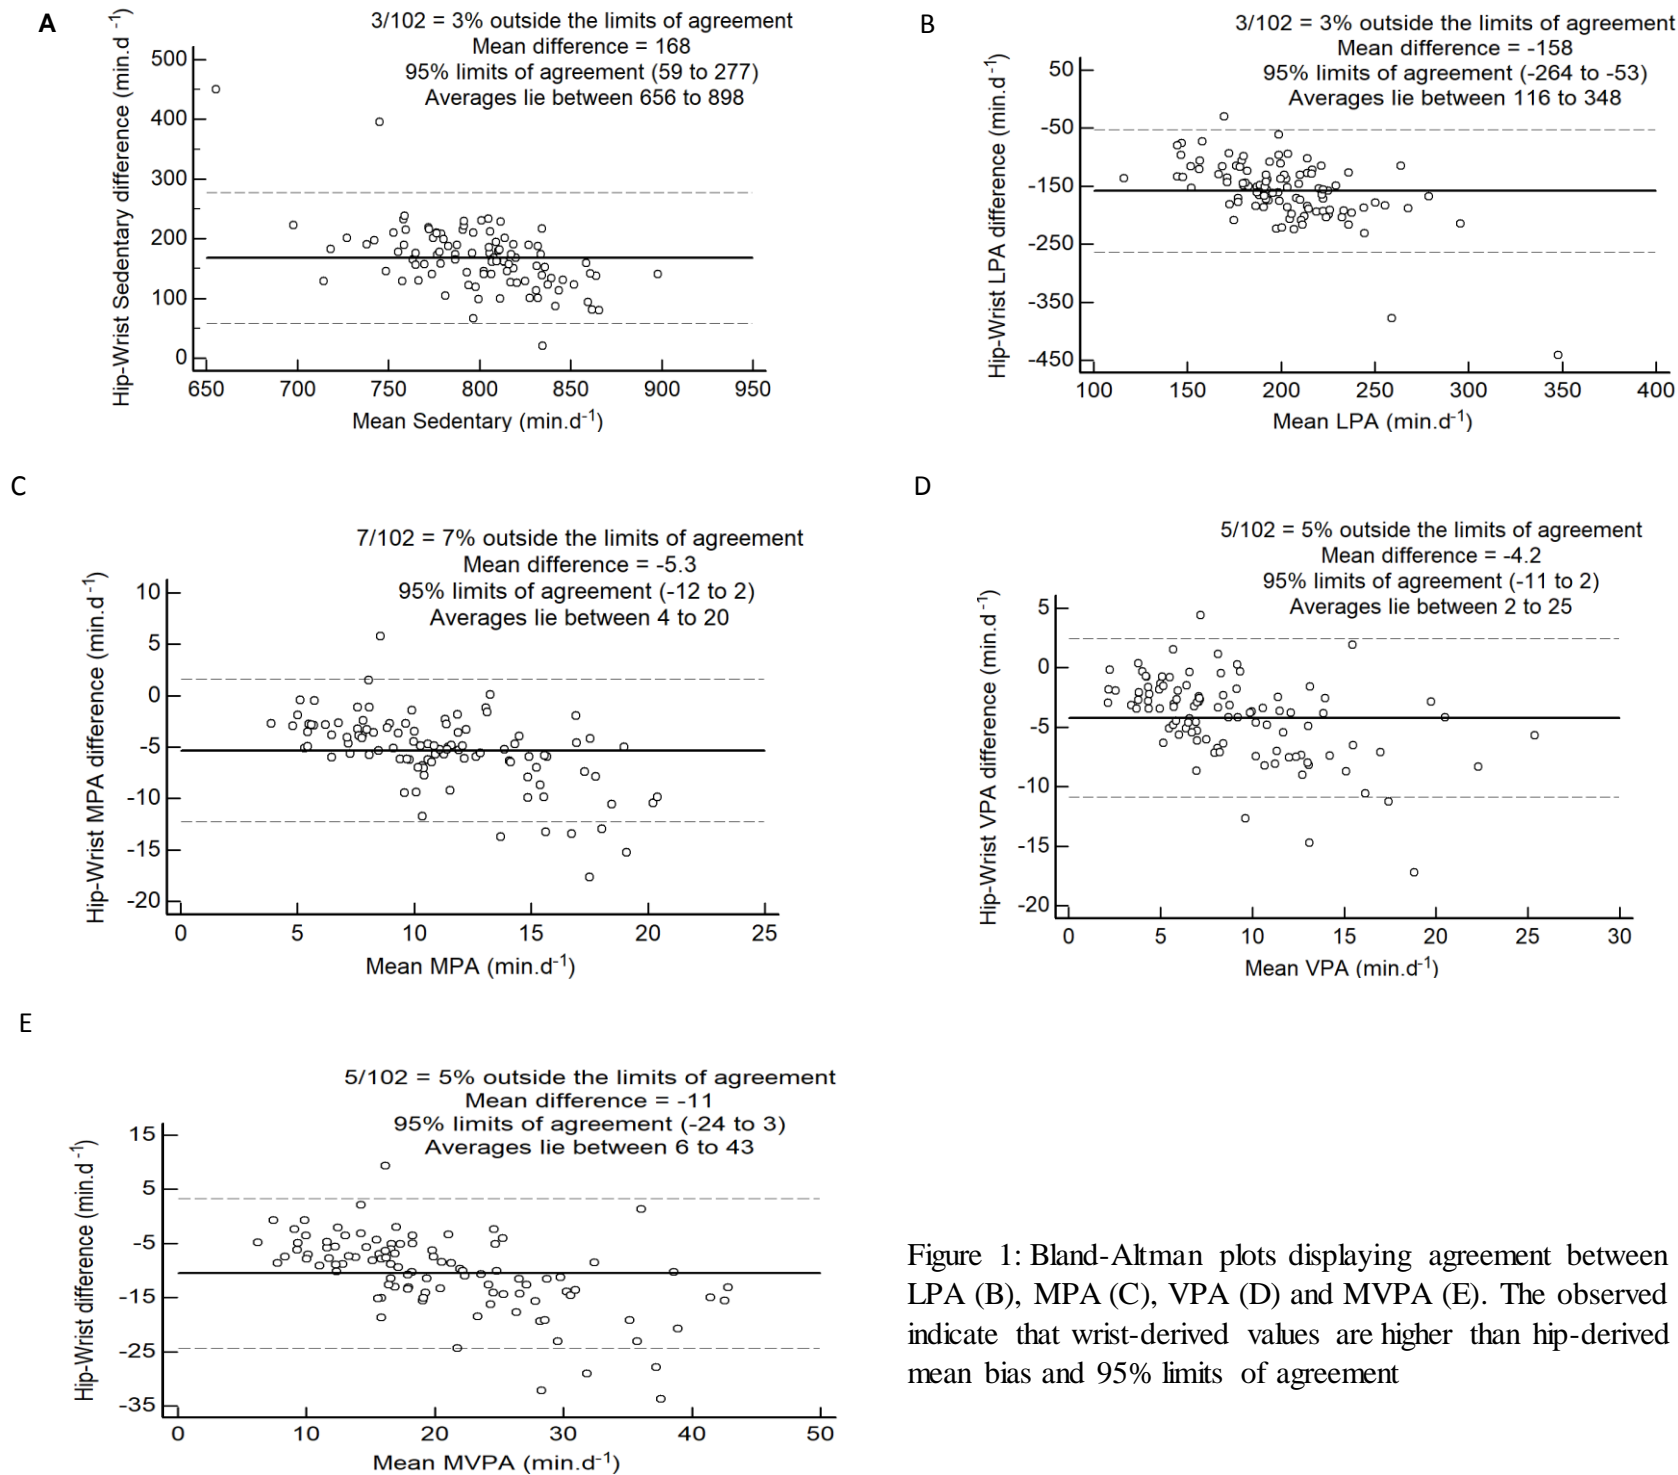 A
3/102 = 3% outside the limits of agreement
Mean difference = 168
95% limits of agreement (59 to 277)
Averages lie between 656 to 898
Hip-Wrist Sedentary difference (min.d-1)
500
400
300
200
100
0
650 700 750 800 850 900 950
Mean Sedentary (min.d-1)
B
3/102 = 3% outside the limits of agreement
Mean difference = -158
95% limits of agreement (-264 to -53)
Averages lie between 116 to 348
Hip-Wrist LPA difference (min.d-1)
50
-50
-150
-250
-350
-450
100 150 200 250 300 350 400
Mean LPA (min.d-1)
C
7/102 = 7% outside the limits of agreement
Mean difference = -5.3
95% limits of agreement (-12 to 2)
Averages lie between 4 to 20
Hip-Wrist MPA difference (min.d-1)
10
5
0
-5
-10
-15
-20
0 5 10 15 20 25
Mean MPA (min.d-1)
D
5/102 = 5% outside the limits of agreement
Mean difference = -4.2
95% limits of agreement (-11 to 2)
Averages lie between 2 to 25
Hip-Wrist VPA difference (min.d-1)
5
0
-5
-10
-15
-20
0 5 10 15 20 25 30
Mean VPA (min.d-1)
E
5/102 = 5% outside the limits of agreement
Mean difference = -11
95% limits of agreement (-24 to 3)
Averages lie between 6 to 43
Hip-Wrist difference (min.d-1)
15
5
-5
-15
-25
-35
0 10 20 30 40 50
Mean MVPA (min.d-1)
Figure 1: Bland-Altman plots displaying agreement between
LPA (B), MPA (C), VPA (D) and MVPA (E). The observed
indicate that wrist-derived values are higher than hip-derived
mean bias and 95% limits of agreement